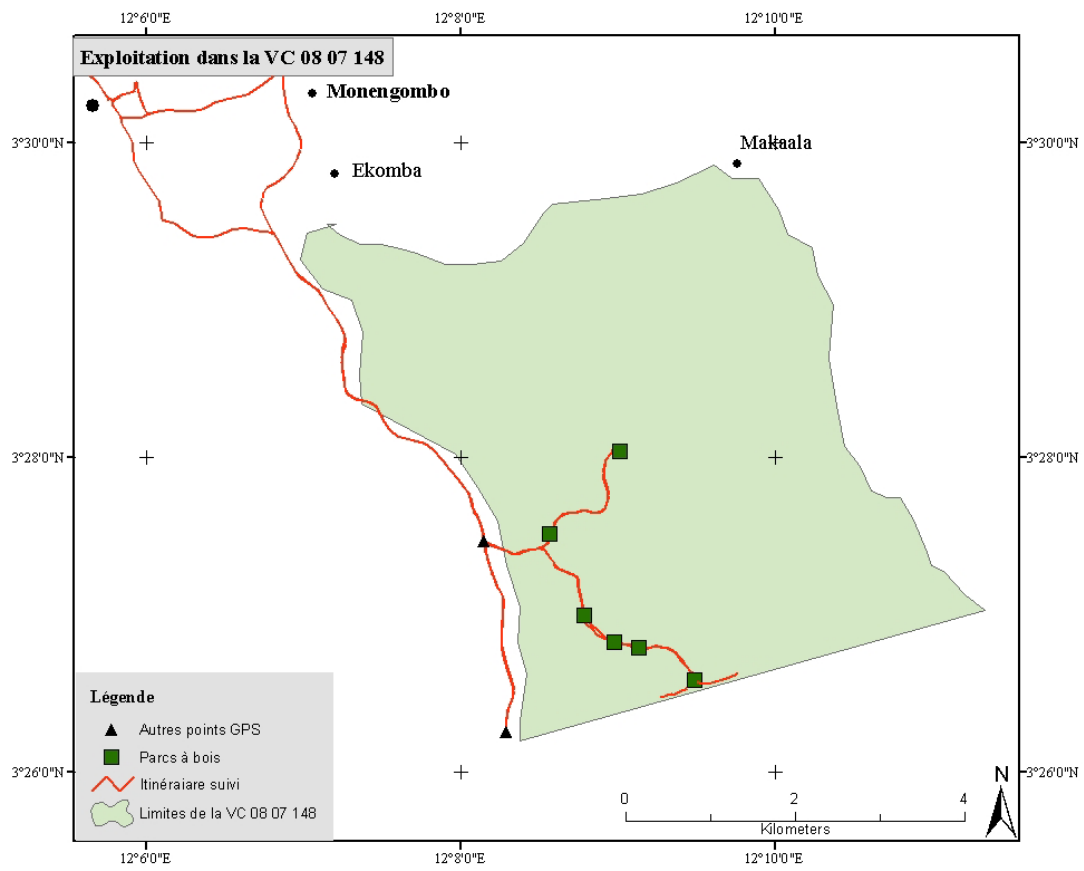 12°6'0"E 12°8'0"E 12°10'0"E
Exploitation dans la VC 08 07 148
Monengombo
3°30'0"N 3°30'0"N
Makaala
Ekomba
3°28'0"N 3°28'0"N
Légende
Autres points GPS
Parcs à bois
Itinéraiare suivi
Limites de la VC 08 07 148
3°26'0"N 3°26'0"N
N
0 2 4
Kilometers
12°6'0"E 12°8'0"E 12°10'0"E